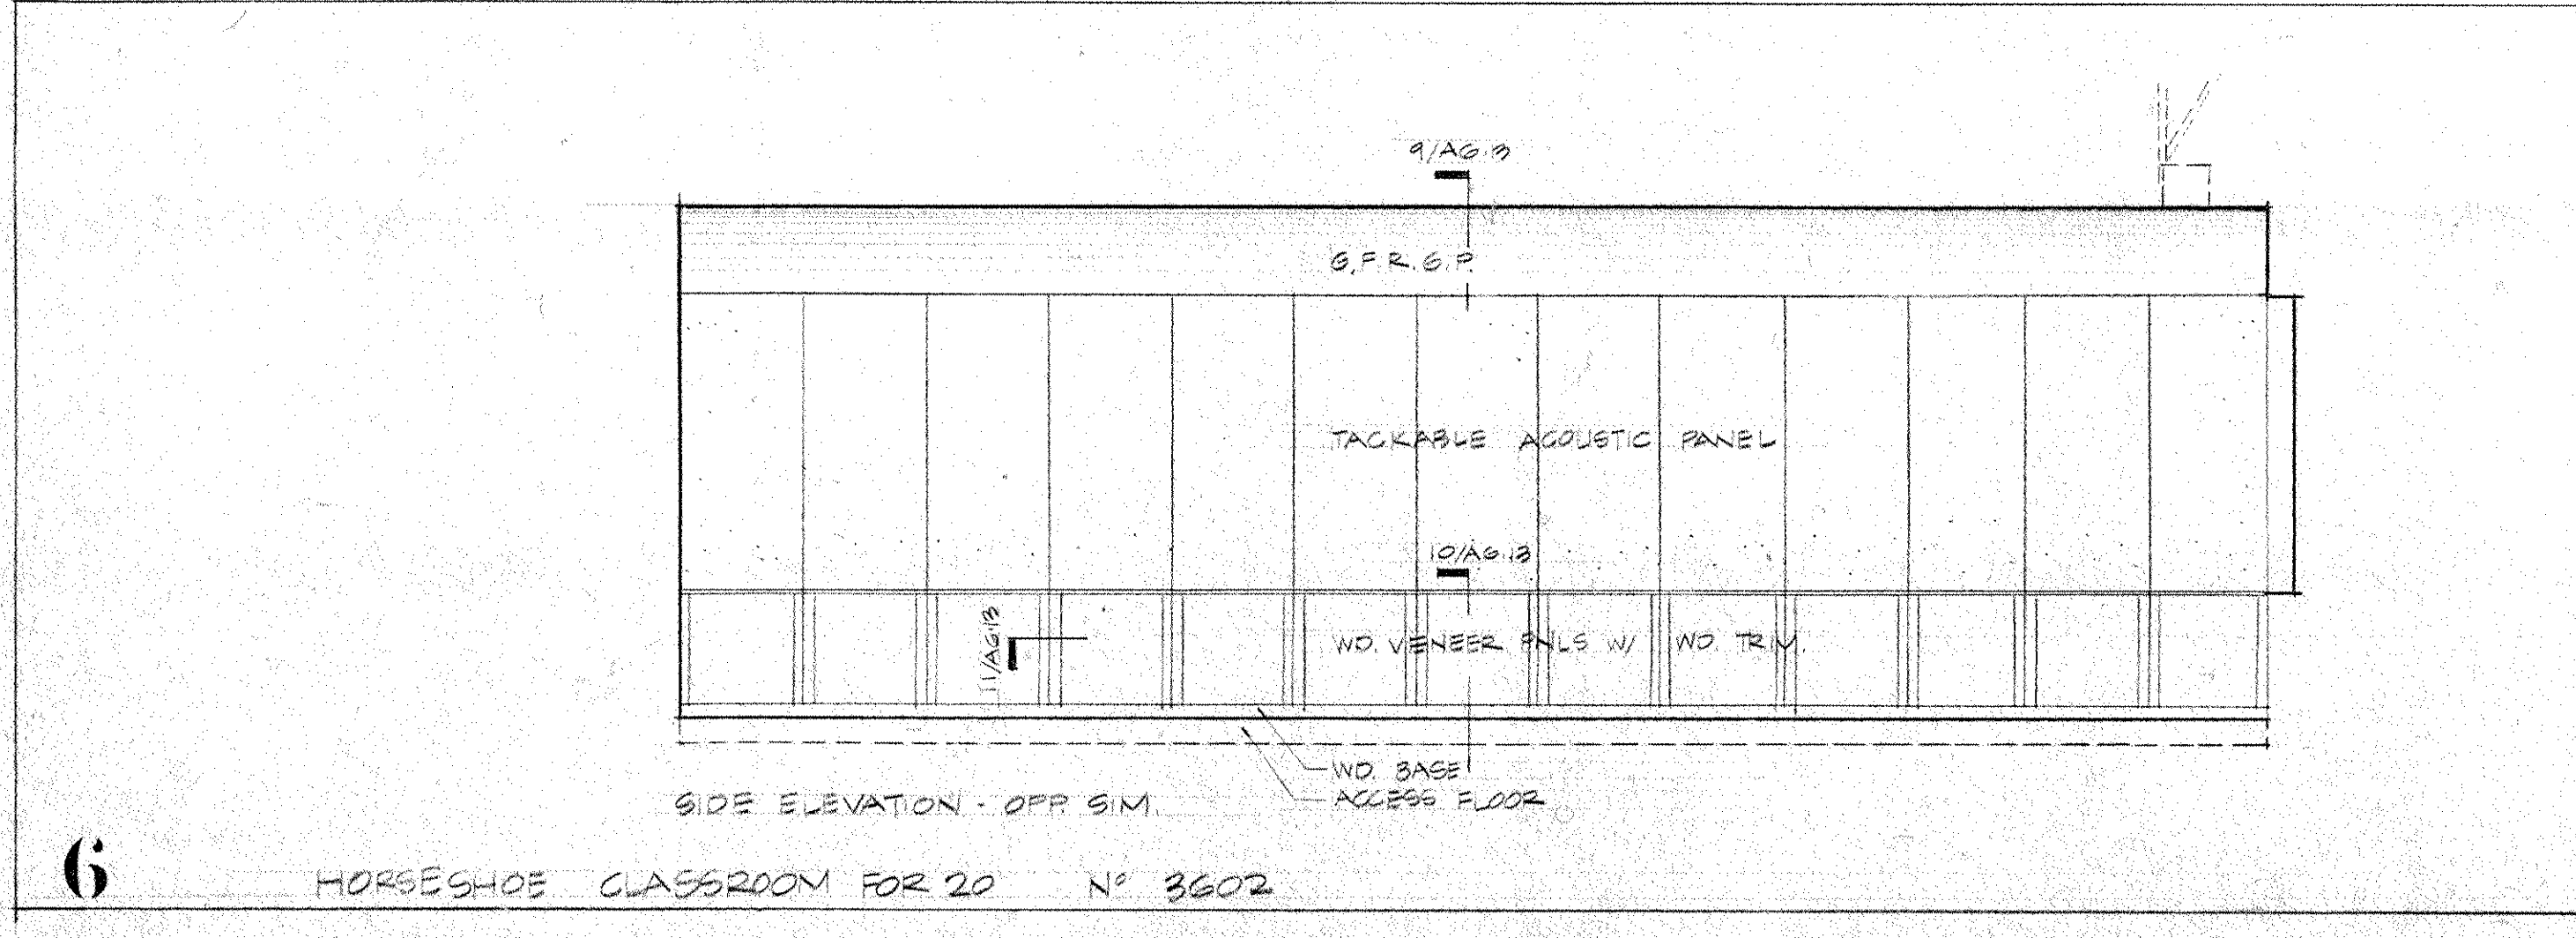 9/A6.13
G.F.R.G.P.
TACKABLE ACOUSTIC PANEL
10/A6.13
11/A6.13
WD. VENEER PNLS W/ WD. TRIM.
WD. BASE
ACCESS FLOOR
SIDE ELEVATION - OPP. SIM.
6
HORSESHOE CLASSROOM FOR 20 Nº 3602